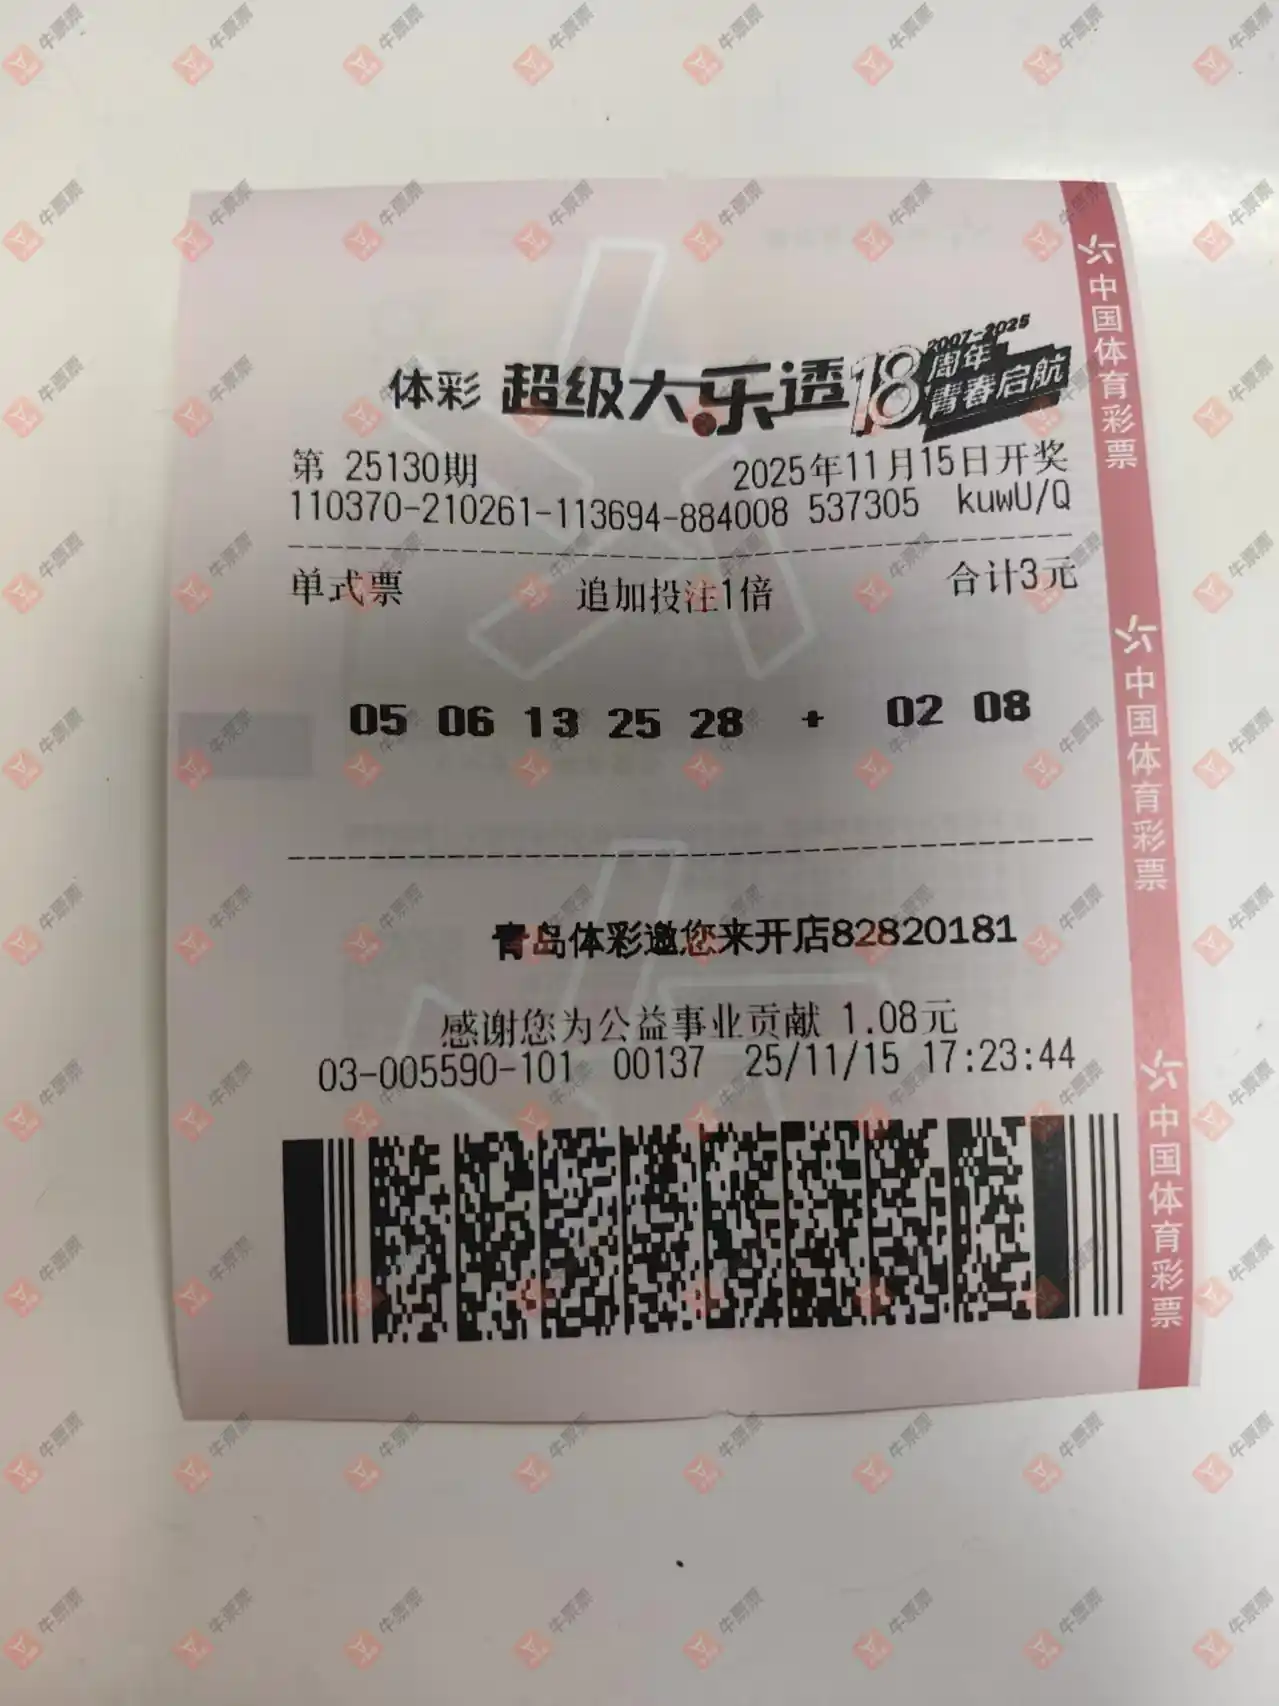 体彩 超级大乐透 18 2007-2025 周年 青春启航
第 25130期 2025年11月15日开奖
110370-210261-113694-884008 537305 kuwU/Q
单式票 追加投注1倍 合计3元
05 06 13 25 28 + 02 08
青岛体彩邀您来开店82820181
感谢您为公益事业贡献 1.08元
03-005590-101 00137 25/11/15 17:23:44
中国体育彩票
中国体育彩票
中国体育彩票
牛票票